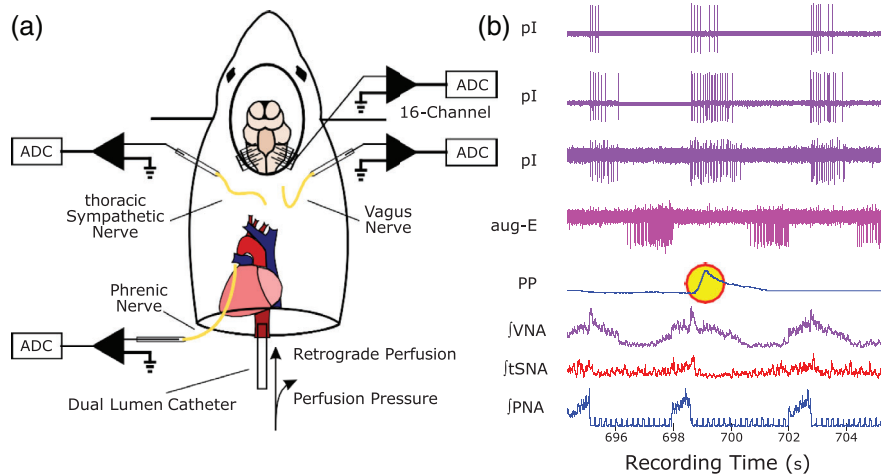 (a)
ADC
16-Channel
ADC
ADC
thoracic
Sympathetic
Nerve
Vagus
Nerve
Phrenic
Nerve
ADC
Retrograde Perfusion
Dual Lumen Catheter
Perfusion Pressure
(b)
pI
pI
pI
aug-E
PP
∫VNA
∫tSNA
∫PNA
696 698 700 702 704
Recording Time (s)